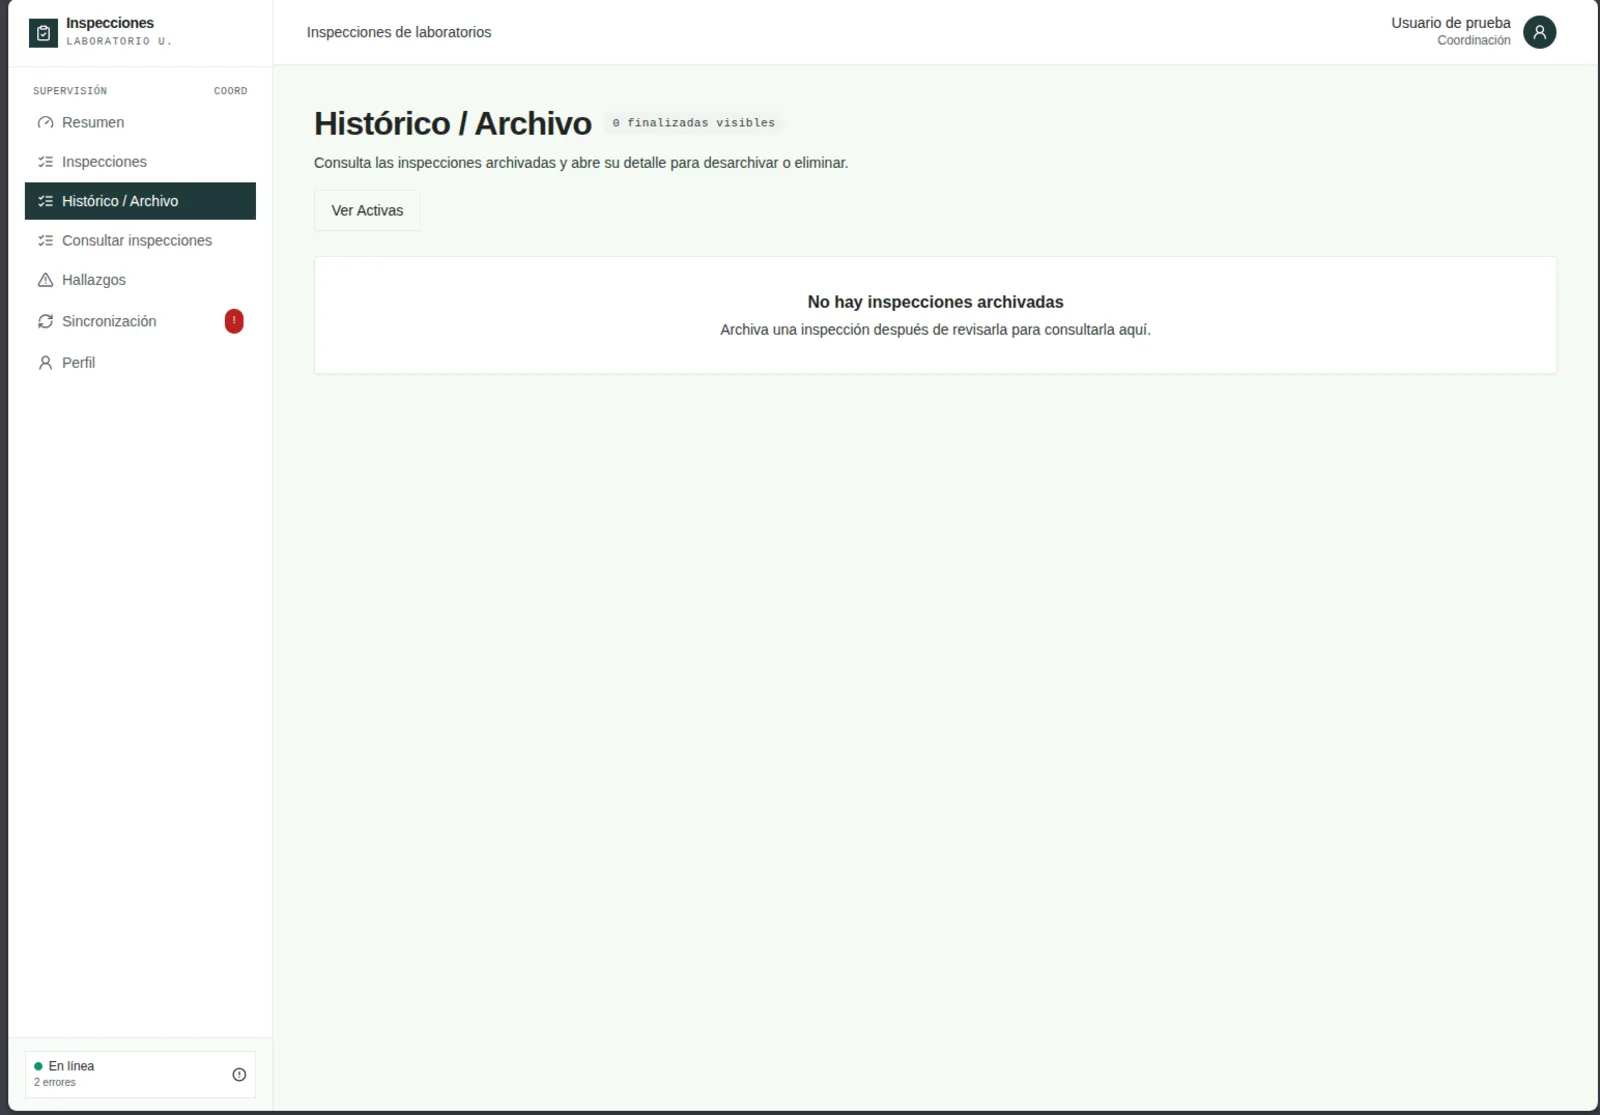 Inspecciones
LABORATORIO U.
Inspecciones de laboratorios
Usuario de prueba
Coordinación
SUPERVISIÓN COORD
Resumen
Inspecciones
Histórico / Archivo
Consultar inspecciones
Hallazgos
Sincronización !
Perfil
Histórico / Archivo 0 finalizadas visibles
Consulta las inspecciones archivadas y abre su detalle para desarchivar o eliminar.
Ver Activas
No hay inspecciones archivadas
Archiva una inspección después de revisarla para consultarla aquí.
En línea
2 errores